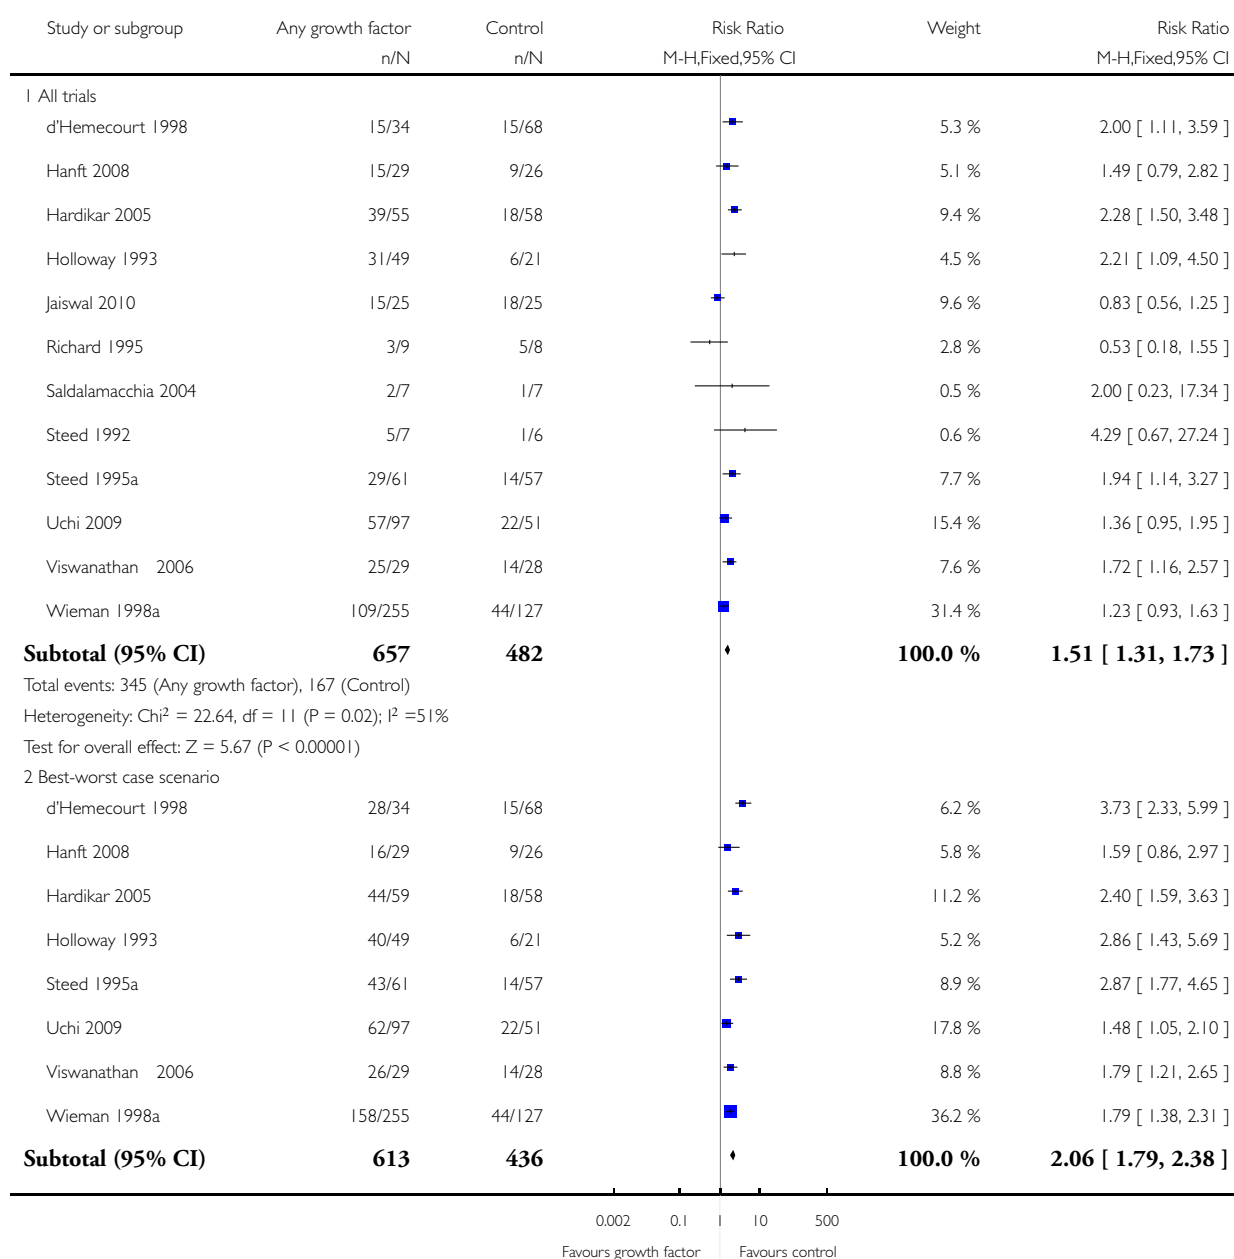 Study or subgroup Any growth factor Control Risk Ratio Weight Risk Ratio
n/N n/N M-H,Fixed,95% CI M-H,Fixed,95% CI
1 All trials
d'Hemecourt 1998 15/34 15/68 5.3 % 2.00 [ 1.11, 3.59 ]
Hanft 2008 15/29 9/26 5.1 % 1.49 [ 0.79, 2.82 ]
Hardikar 2005 39/55 18/58 9.4 % 2.28 [ 1.50, 3.48 ]
Holloway 1993 31/49 6/21 4.5 % 2.21 [ 1.09, 4.50 ]
Jaiswal 2010 15/25 18/25 9.6 % 0.83 [ 0.56, 1.25 ]
Richard 1995 3/9 5/8 2.8 % 0.53 [ 0.18, 1.55 ]
Saldalamacchia 2004 2/7 1/7 0.5 % 2.00 [ 0.23, 17.34 ]
Steed 1992 5/7 1/6 0.6 % 4.29 [ 0.67, 27.24 ]
Steed 1995a 29/61 14/57 7.7 % 1.94 [ 1.14, 3.27 ]
Uchi 2009 57/97 22/51 15.4 % 1.36 [ 0.95, 1.95 ]
Viswanathan 2006 25/29 14/28 7.6 % 1.72 [ 1.16, 2.57 ]
Wieman 1998a 109/255 44/127 31.4 % 1.23 [ 0.93, 1.63 ]
Subtotal (95% CI) 657 482 100.0 % 1.51 [ 1.31, 1.73 ]
Total events: 345 (Any growth factor), 167 (Control)
Heterogeneity: Chi² = 22.64, df = 11 (P = 0.02); I² =51%
Test for overall effect: Z = 5.67 (P < 0.00001)
2 Best-worst case scenario
d'Hemecourt 1998 28/34 15/68 6.2 % 3.73 [ 2.33, 5.99 ]
Hanft 2008 16/29 9/26 5.8 % 1.59 [ 0.86, 2.97 ]
Hardikar 2005 44/59 18/58 11.2 % 2.40 [ 1.59, 3.63 ]
Holloway 1993 40/49 6/21 5.2 % 2.86 [ 1.43, 5.69 ]
Steed 1995a 43/61 14/57 8.9 % 2.87 [ 1.77, 4.65 ]
Uchi 2009 62/97 22/51 17.8 % 1.48 [ 1.05, 2.10 ]
Viswanathan 2006 26/29 14/28 8.8 % 1.79 [ 1.21, 2.65 ]
Wieman 1998a 158/255 44/127 36.2 % 1.79 [ 1.38, 2.31 ]
Subtotal (95% CI) 613 436 100.0 % 2.06 [ 1.79, 2.38 ]
0.002 0.1 1 10 500
Favours growth factor Favours control